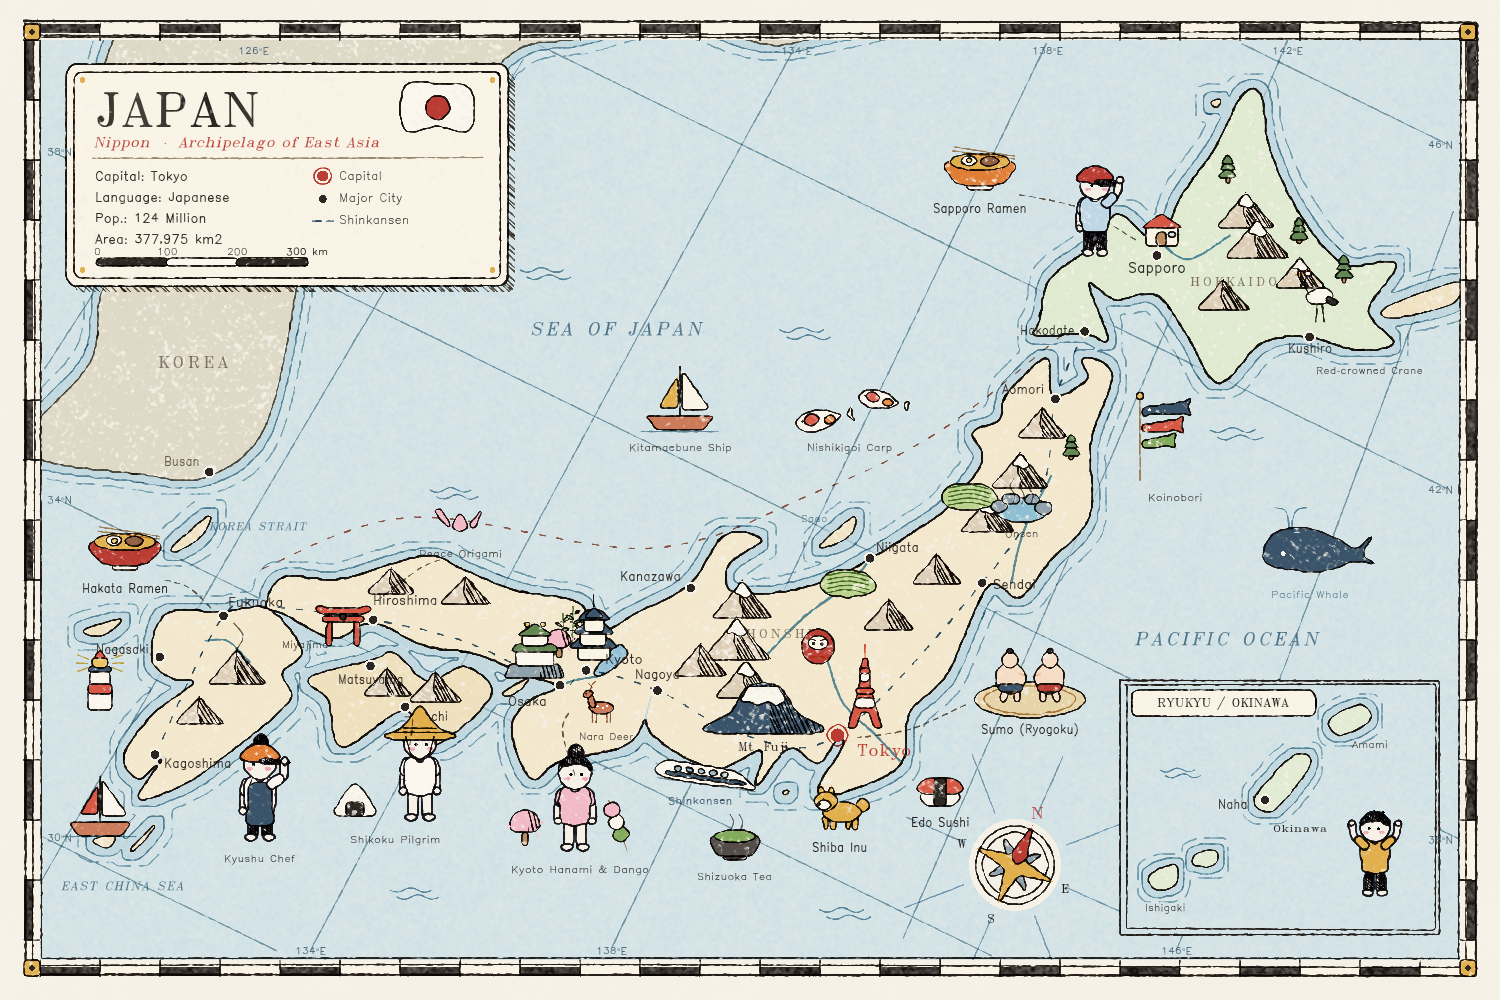 126°E
134°E
138°E
142°E
JAPAN
Nippon · Archipelago of East Asia
Capital: Tokyo
Language: Japanese
Pop.: 124 Million
Area: 377,975 km2
Capital
Major City
Shinkansen
0 100 200 300 km
38°N
46°N
Sapporo Ramen
Sapporo
HOKKAIDO
Hakodate
Kushiro
Red-crowned Crane
SEA OF JAPAN
KOREA
Aomori
Kitamaebune Ship
Nishikigoi Carp
Busan
34°N
42°N
Koinobori
KOREA STRAIT
Sado
Onsen
Peace Origami
Niigata
Kanazawa
Sendai
Hakata Ramen
Fukuoka
Hiroshima
Pacific Whale
HONSHU
PACIFIC OCEAN
Nagasaki
Miyajima
Kyoto
Matsuyama
Nagoya
Osaka
Kochi
Nara Deer
Mt. Fuji
Tokyo
Sumo (Ryogoku)
RYUKYU / OKINAWA
Amami
Kagoshima
Shinkansen
Naha
Okinawa
Edo Sushi
Shiba Inu
30°N
Shikoku Pilgrim
Kyushu Chef
Kyoto Hanami & Dango
Shizuoka Tea
N
W
E
S
EAST CHINA SEA
Ishigaki
134°E
138°E
146°E